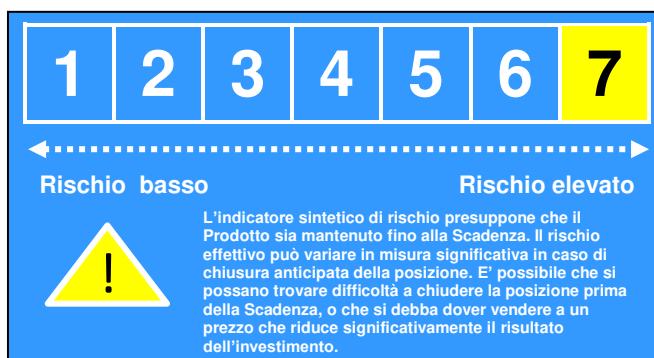 1 2 3 4 5 6 7
Rischio basso Rischio elevato
L'indicatore sintetico di rischio presuppone che il
Prodotto sia mantenuto fino alla Scadenza. Il rischio
effettivo può variare in misura significativa in caso di
chiusura anticipata della posizione. E' possibile che si
possano trovare difficoltà a chiudere la posizione prima
della Scadenza, o che si debba dover vendere a un
prezzo che riduce significativamente il risultato
dell'investimento.
!